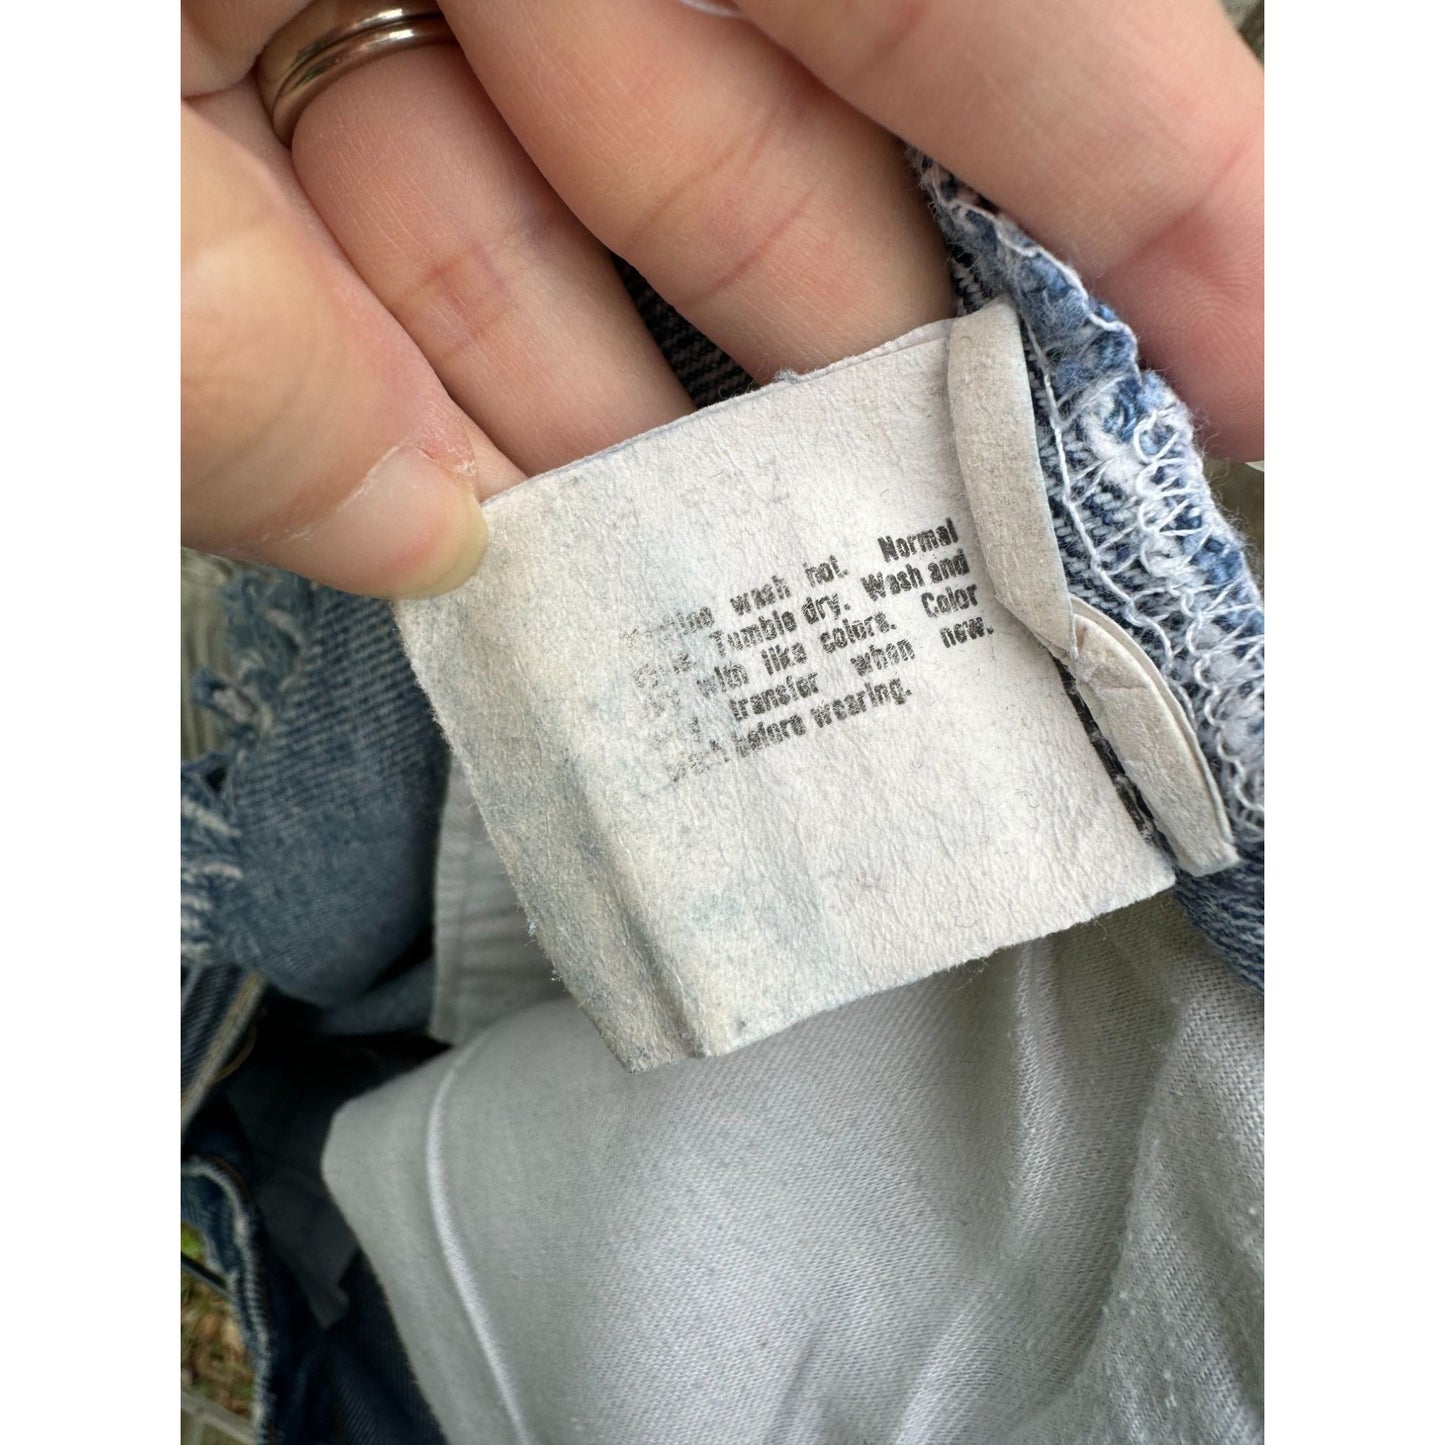 wash hot. Normal
Tumble dry. Wash and
with like colors. Color
transfer when new.
before wearing.